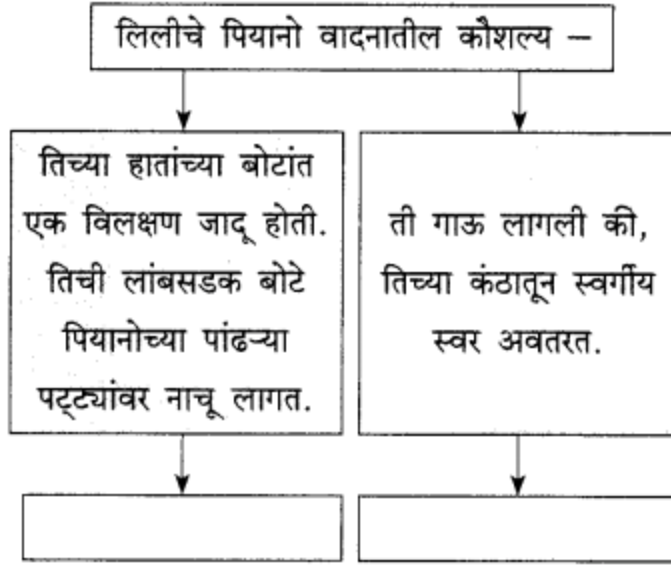 लिलीचे पियानो वादनातील कौशल्य –
तिच्या हातांच्या बोटांत
एक विलक्षण जादू होती.
तिची लांबसडक बोटे
पियानोच्या पांढऱ्या
पट्ट्यांवर नाचू लागत.
ती गाऊ लागली की,
तिच्या कंठातून स्वर्गीय
स्वर अवतरत.